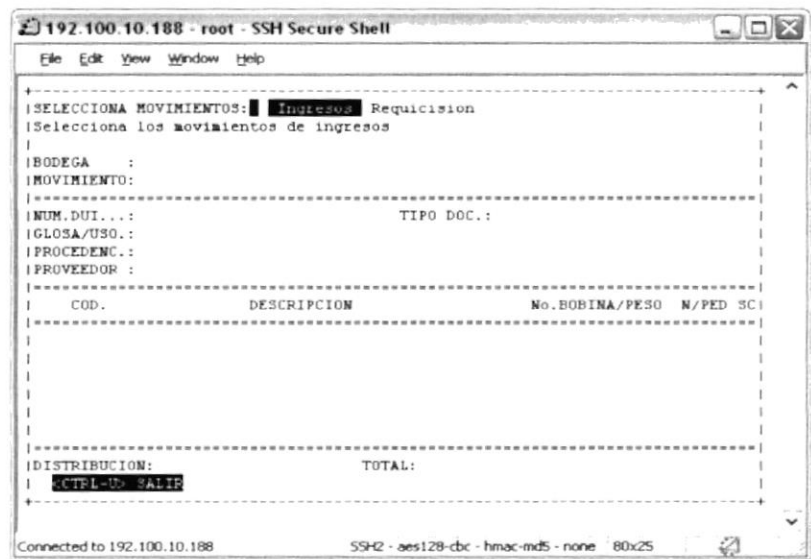 192.100.10.188 - root - SSH Secure Shell
File Edit View Window Help
SELECCIONA MOVIMIENTOS: Ingresos Requicision
Selecciona los movimientos de ingresos
BODEGA :
MOVIMIENTO:
NUM.DUI...: TIPO DOC.:
GLOSA/USO.:
PROCEDENC.:
PROVEEDOR :
COD. DESCRIPCION No.BOBINA/PESO N/PED SC
DISTRIBUCION: TOTAL:
<CTRL-U> SALIR
Connected to 192.100.10.188 SSH2 - aes128-cbc - hmac-md5 - none 80x25